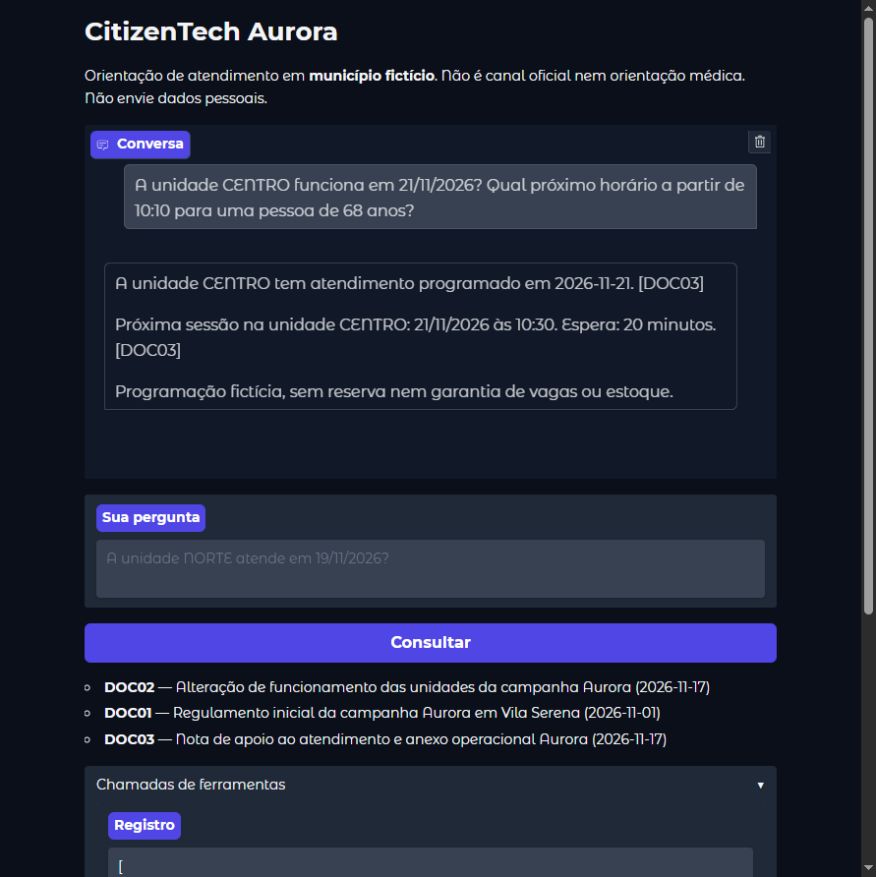 CitizenTech Aurora
Orientação de atendimento em município fictício. Não é canal oficial nem orientação médica.
Não envie dados pessoais.
Conversa
A unidade CENTRO funciona em 21/11/2026? Qual próximo horário a partir de
10:10 para uma pessoa de 68 anos?
A unidade CENTRO tem atendimento programado em 2026-11-21. [DOC03]
Próxima sessão na unidade CENTRO: 21/11/2026 às 10:30. Espera: 20 minutos.
[DOC03]
Programação fictícia, sem reserva nem garantia de vagas ou estoque.
Sua pergunta
A unidade NORTE atende em 19/11/2026?
Consultar
DOC02 — Alteração de funcionamento das unidades da campanha Aurora (2026-11-17)
DOC01 — Regulamento inicial da campanha Aurora em Vila Serena (2026-11-01)
DOC03 — Nota de apoio ao atendimento e anexo operacional Aurora (2026-11-17)
Chamadas de ferramentas
Registro
[